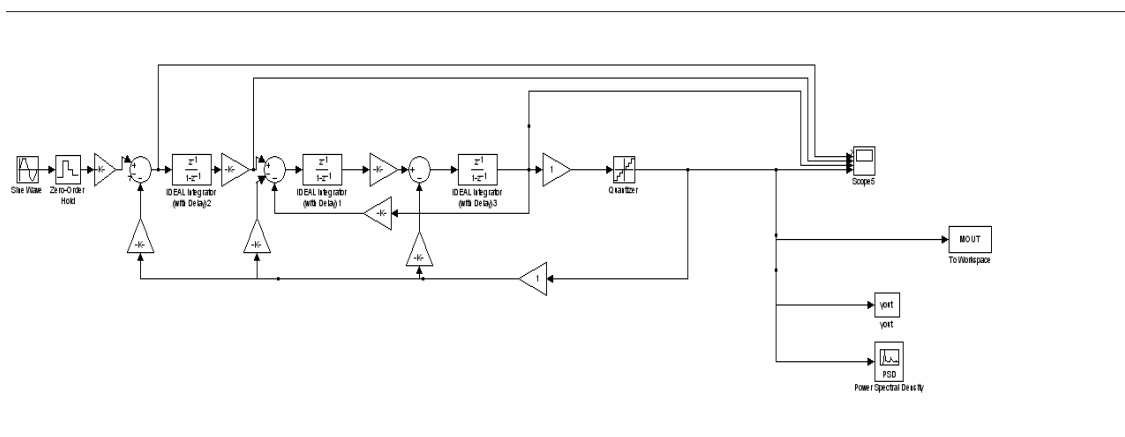 Sine Wave
Zero-Order
Hold
-K-
z-1
1-z-1
IDEAL Integrator
(with Delay)2
-K-
z-1
1-z-1
IDEAL Integrator
(with Delay)1
-K-
z-1
1-z-1
IDEAL Integrator
(with Delay)3
1
Quantizer
Scope5
-K-
-K-
-K-
-K-
1
MOUT
To Workspace
yout
yout
PSD
Power Spectral Density